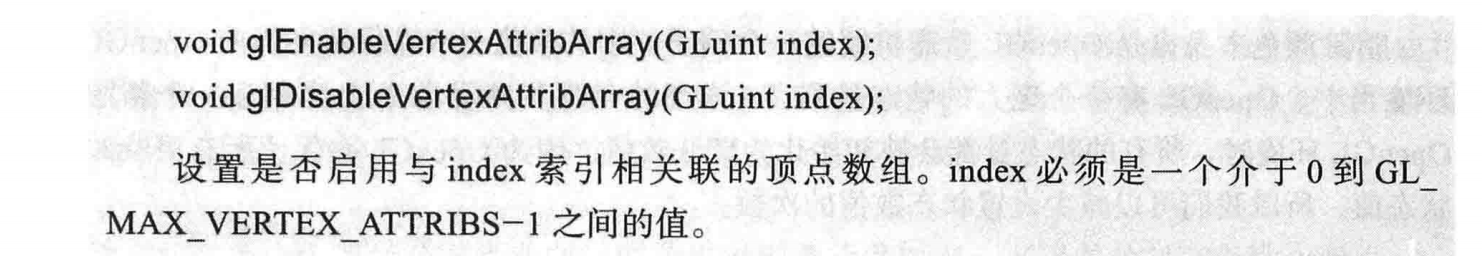 void glEnableVertexAttribArray(GLuint index);
void glDisableVertexAttribArray(GLuint index);
设置是否启用与 index 索引相关联的顶点数组。index 必须是一个介于 0 到 GL_
MAX_VERTEX_ATTRIBS-1 之间的值。